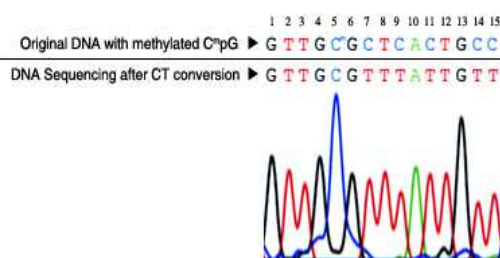 1 2 3 4 5 6 7 8 9 10 11 12 13 14 15
Original DNA with methylated CᵐpG ▶ G T T G Cᵐ G C T C A C T G C C
DNA Sequencing after CT conversion ▶ G T T G C G T T T A T T G T T